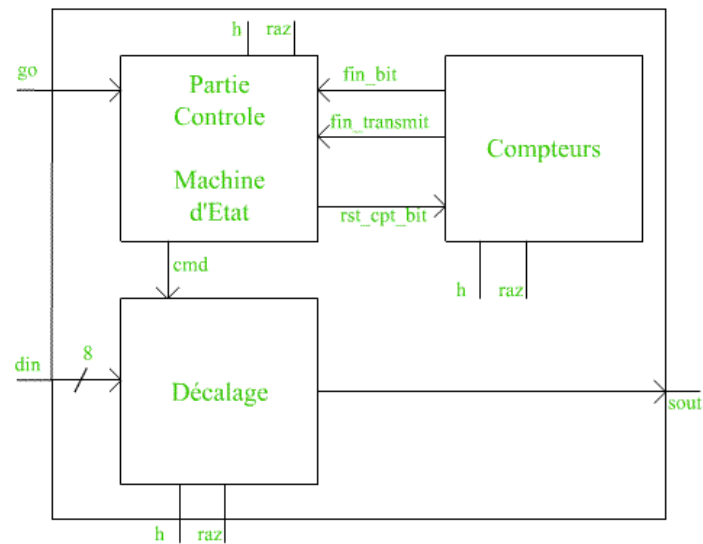 h raz
go
Partie
Controle
Machine
d'Etat
fin_bit
fin_transmit
rst_cpt_bit
Compteurs
h raz
cmd
din
8
Décalage
sout
h raz